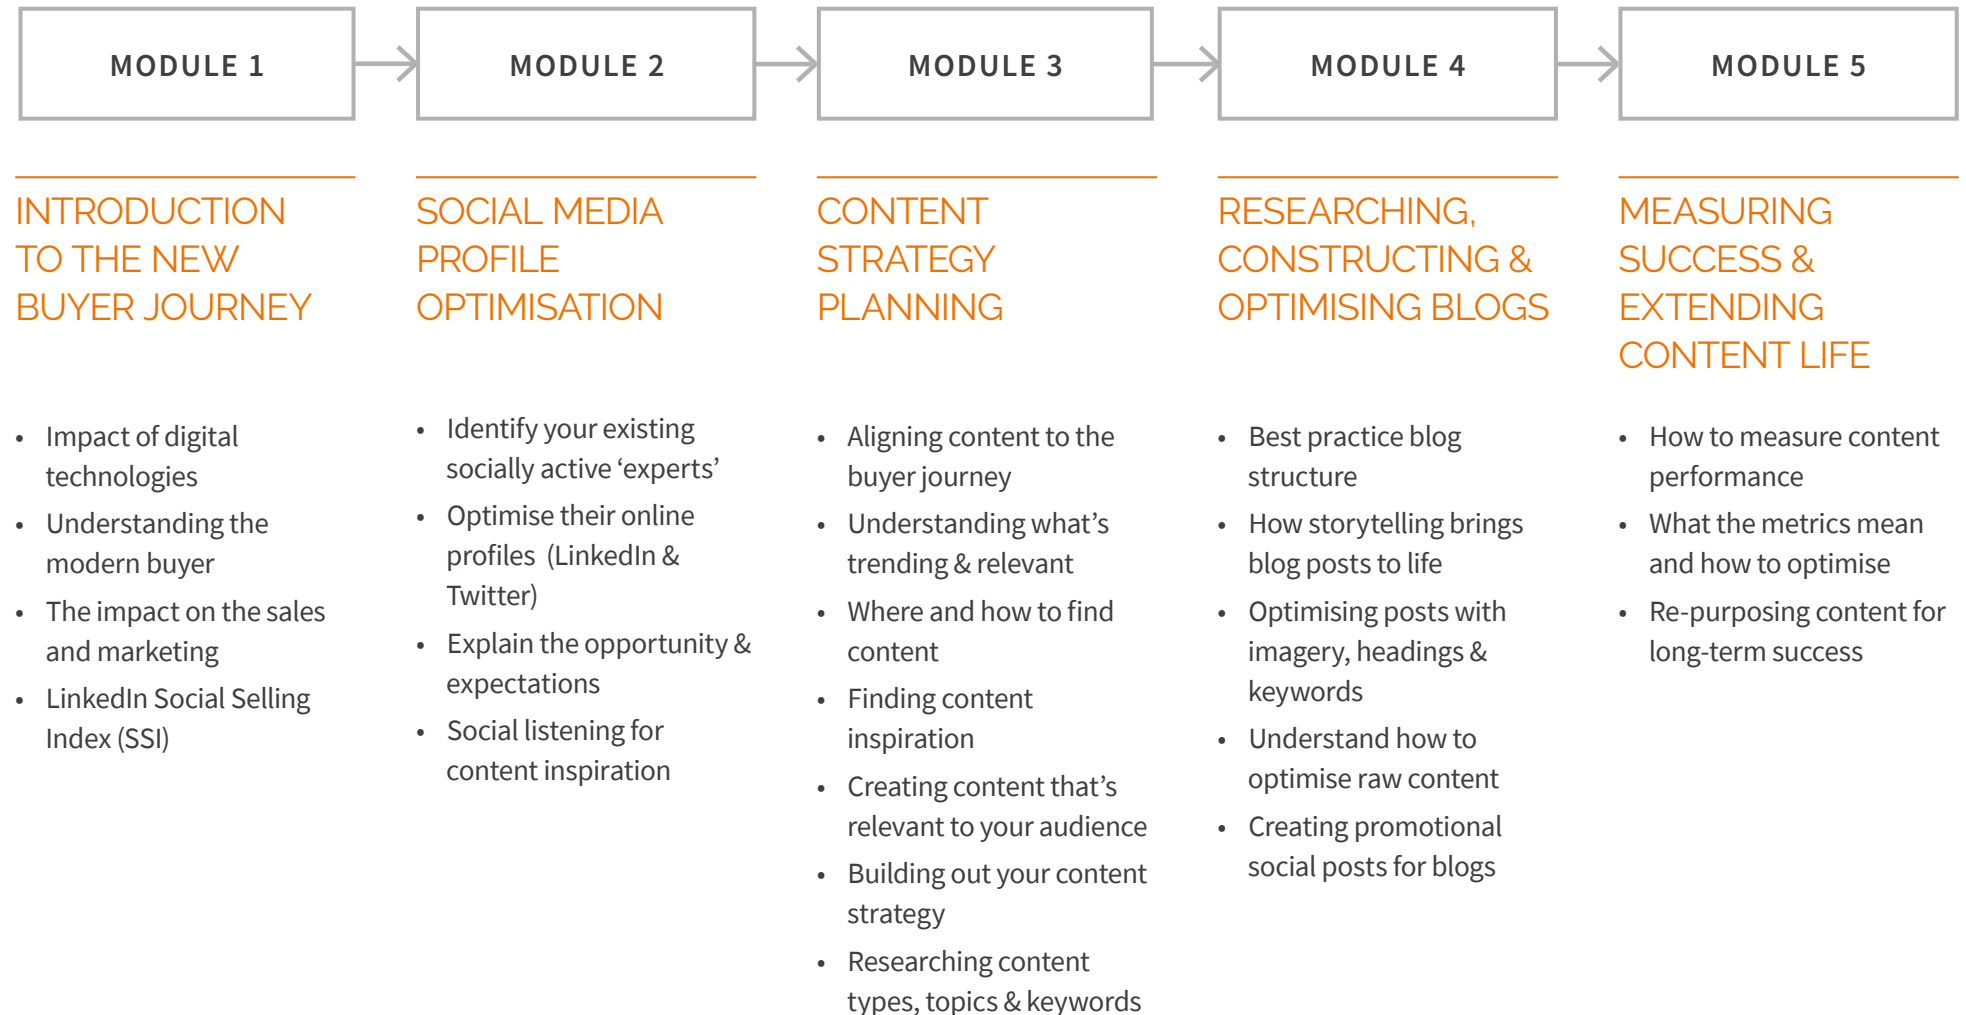 MODULE 1
MODULE 2
MODULE 3
MODULE 4
MODULE 5
INTRODUCTION
TO THE NEW
BUYER JOURNEY
• Impact of digital
technologies
• Understanding the
modern buyer
• The impact on the sales
and marketing
• LinkedIn Social Selling
Index (SSI)
SOCIAL MEDIA
PROFILE
OPTIMISATION
• Identify your existing
socially active ‘experts’
• Optimise their online
profiles (LinkedIn &
Twitter)
• Explain the opportunity &
expectations
• Social listening for
content inspiration
CONTENT
STRATEGY
PLANNING
• Aligning content to the
buyer journey
• Understanding what’s
trending & relevant
• Where and how to find
content
• Finding content
inspiration
• Creating content that’s
relevant to your audience
• Building out your content
strategy
• Researching content
types, topics & keywords
RESEARCHING,
CONSTRUCTING &
OPTIMISING BLOGS
• Best practice blog
structure
• How storytelling brings
blog posts to life
• Optimising posts with
imagery, headings &
keywords
• Understand how to
optimise raw content
• Creating promotional
social posts for blogs
MEASURING
SUCCESS &
EXTENDING
CONTENT LIFE
• How to measure content
performance
• What the metrics mean
and how to optimise
• Re-purposing content for
long-term success